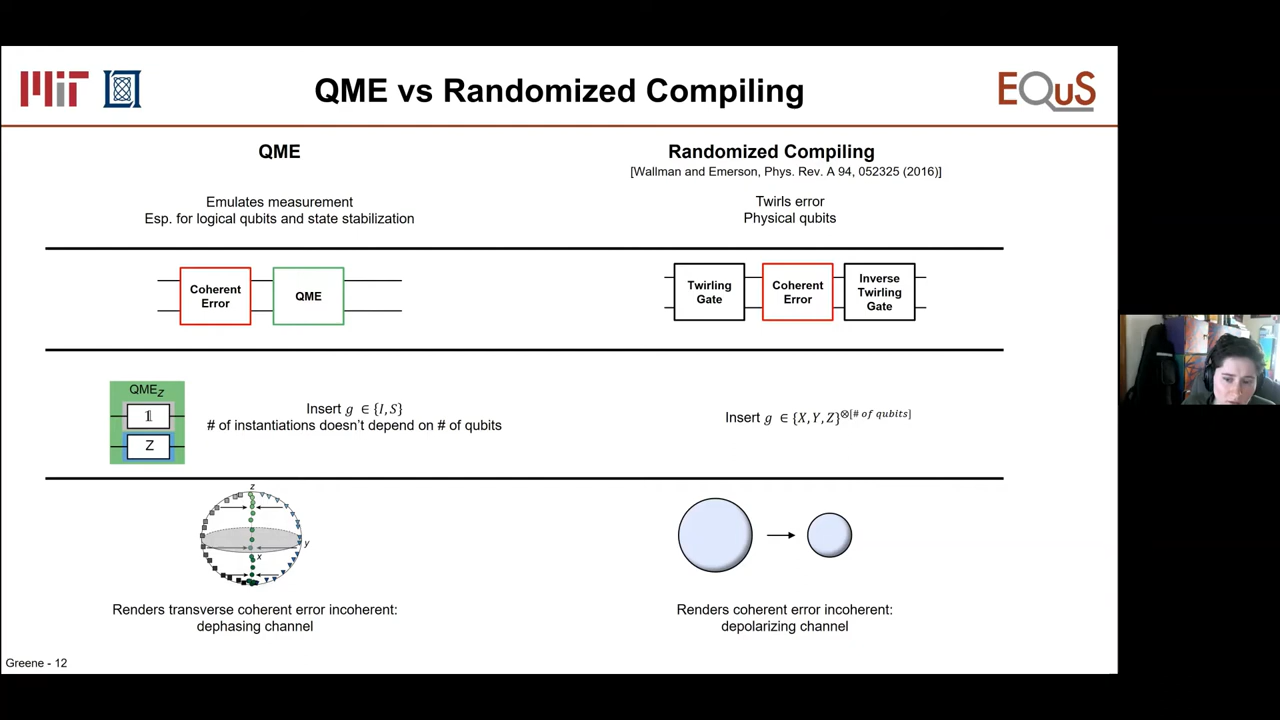 MIT
QME vs Randomized Compiling
EQuS
QME
Emulates measurement
Esp. for logical qubits and state stabilization
Randomized Compiling
[Wallman and Emerson, Phys. Rev. A 94, 052325 (2016)]
Twirls error
Physical qubits
Coherent
Error
QME
Twirling
Gate
Coherent
Error
Inverse
Twirling
Gate
QME_Z
𝟙
Z
Insert g ∈ {I, S}
# of instantiations doesn't depend on # of qubits
Insert g ∈ {X, Y, Z}^⊗[# of qubits]
z
y
x
Renders transverse coherent error incoherent:
dephasing channel
Renders coherent error incoherent:
depolarizing channel
Greene - 12